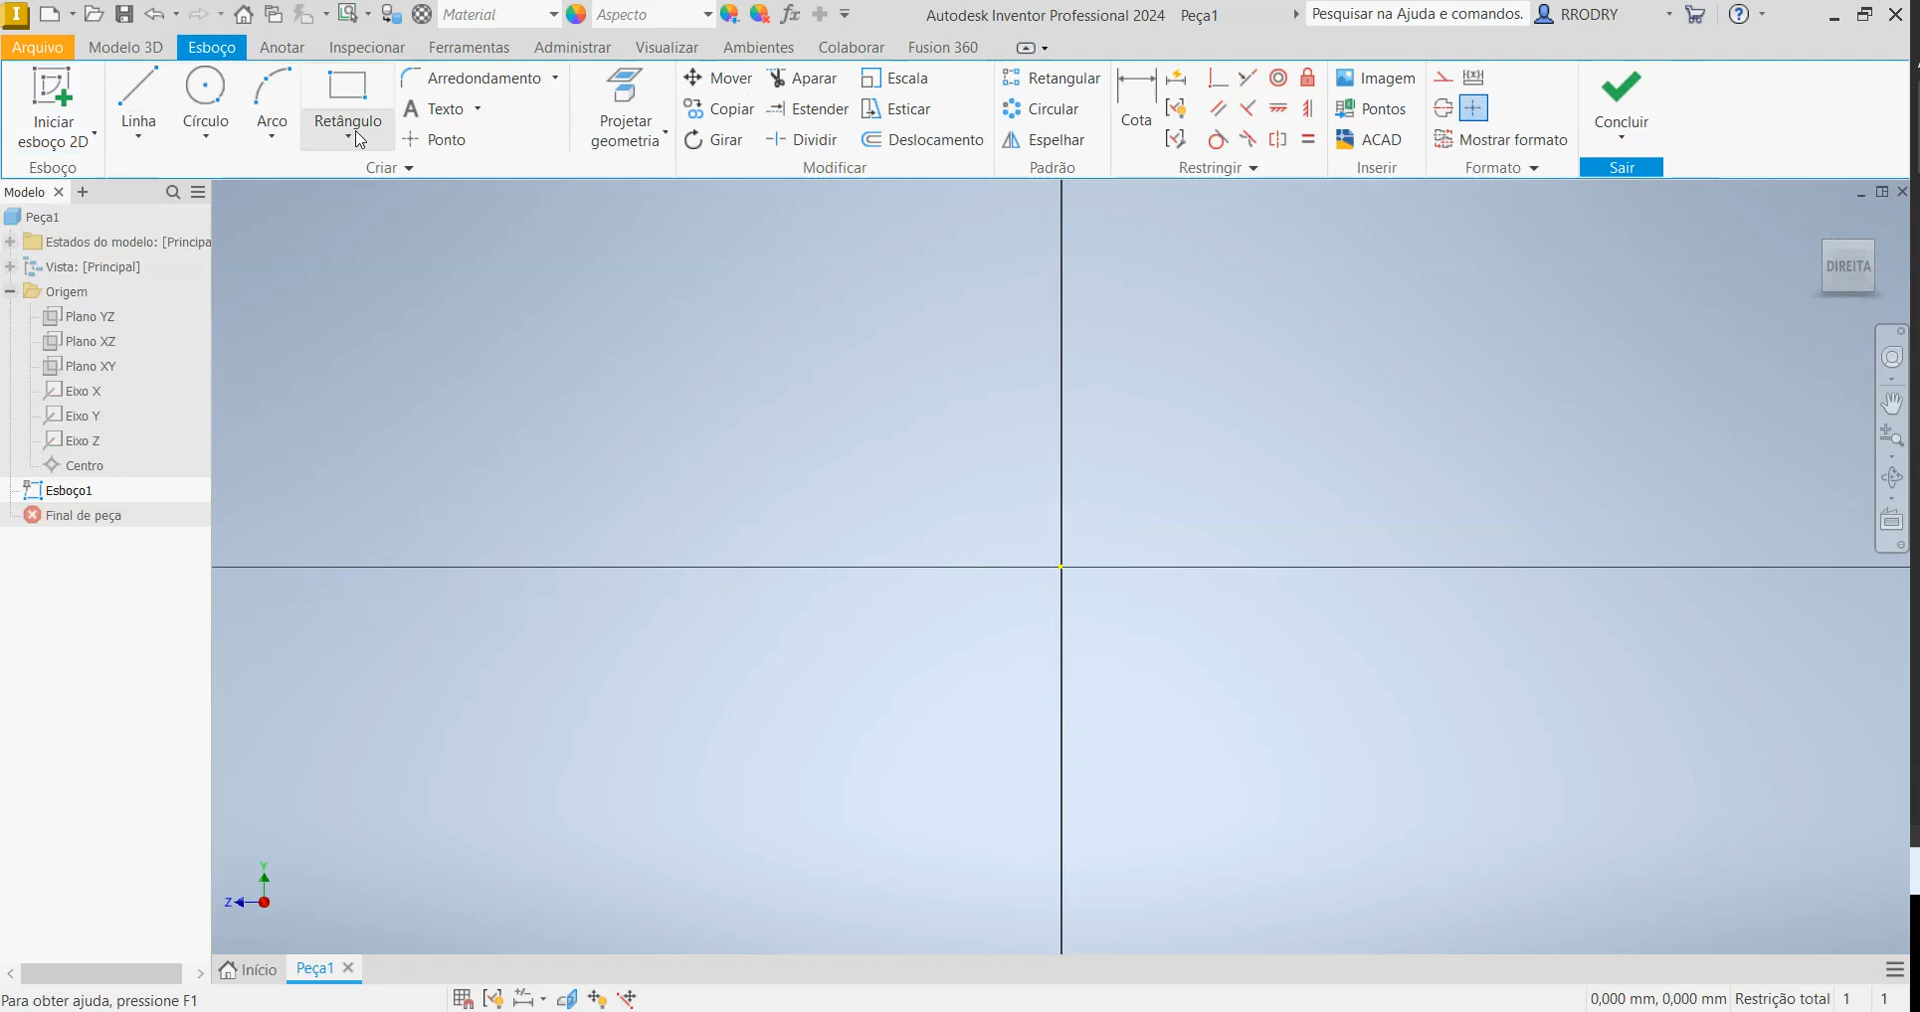 Material Aspecto Autodesk Inventor Professional 2024 Peça1 Pesquisar na Ajuda e comandos. RRODRY
Arquivo Modelo 3D Esboço Anotar Inspecionar Ferramentas Administrar Visualizar Ambientes Colaborar Fusion 360
Iniciar esboço 2D
Linha
Círculo
Arco
Retângulo
Arredondamento
Texto
Ponto
Projetar geometria
Mover Aparar Escala
Copiar Estender Esticar
Girar Dividir Deslocamento
Retangular
Circular
Espelhar
Cota
Imagem
Pontos
ACAD
Mostrar formato
Concluir
Esboço Criar Modificar Padrão Restringir Inserir Formato Sair
Modelo
Peça1
Estados do modelo: [Principa
Vista: [Principal]
Origem
Plano YZ
Plano XZ
Plano XY
Eixo X
Eixo Y
Eixo Z
Centro
Esboço1
Final de peça
DIREITA
Y
Z
Início Peça1
Para obter ajuda, pressione F1 0,000 mm, 0,000 mm Restrição total 1 1